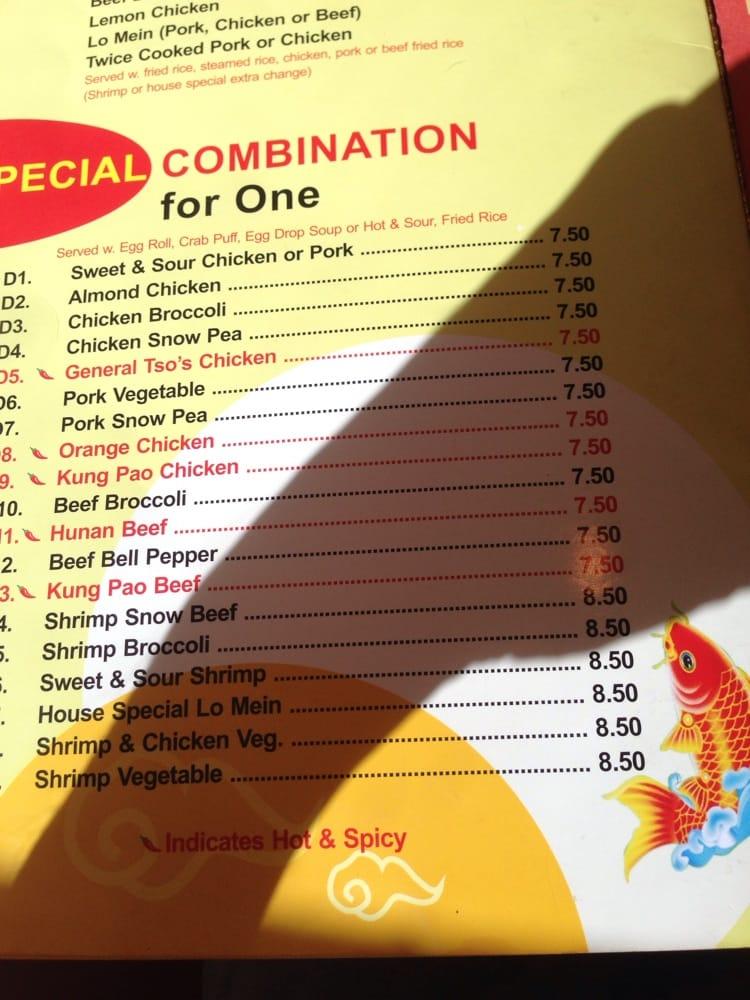 Lemon Chicken
Lo Mein (Pork, Chicken or Beef)
Twice Cooked Pork or Chicken
Served w. fried rice, steamed rice, chicken, pork or beef fried rice
(Shrimp or house special extra change)
PECIAL COMBINATION
for One
Served w. Egg Roll, Crab Puff, Egg Drop Soup or Hot & Sour, Fried Rice
D1. Sweet & Sour Chicken or Pork 7.50
D2. Almond Chicken 7.50
D3. Chicken Broccoli 7.50
D4. Chicken Snow Pea 7.50
D5. General Tso's Chicken 7.50
D6. Pork Vegetable 7.50
D7. Pork Snow Pea 7.50
8. Orange Chicken 7.50
9. Kung Pao Chicken 7.50
10. Beef Broccoli 7.50
11. Hunan Beef 7.50
2. Beef Bell Pepper 7.50
3. Kung Pao Beef 7.50
4. Shrimp Snow Beef 8.50
5. Shrimp Broccoli 8.50
Sweet & Sour Shrimp 8.50
House Special Lo Mein 8.50
Shrimp & Chicken Veg. 8.50
Shrimp Vegetable 8.50
Indicates Hot & Spicy